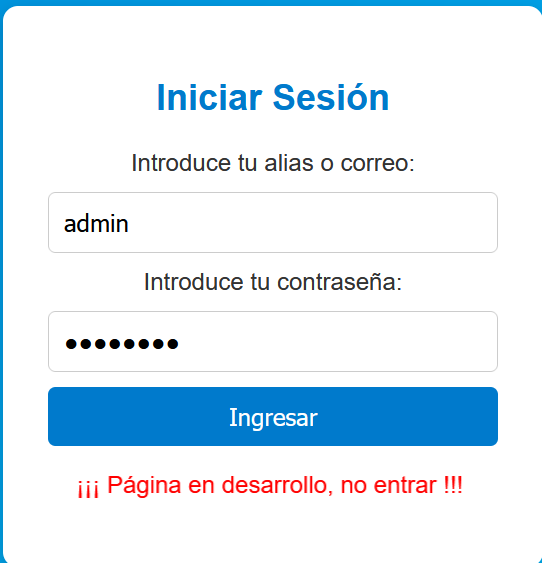 Iniciar Sesión
Introduce tu alias o correo:
admin
Introduce tu contraseña:
••••••••
Ingresar
¡¡¡ Página en desarrollo, no entrar !!!